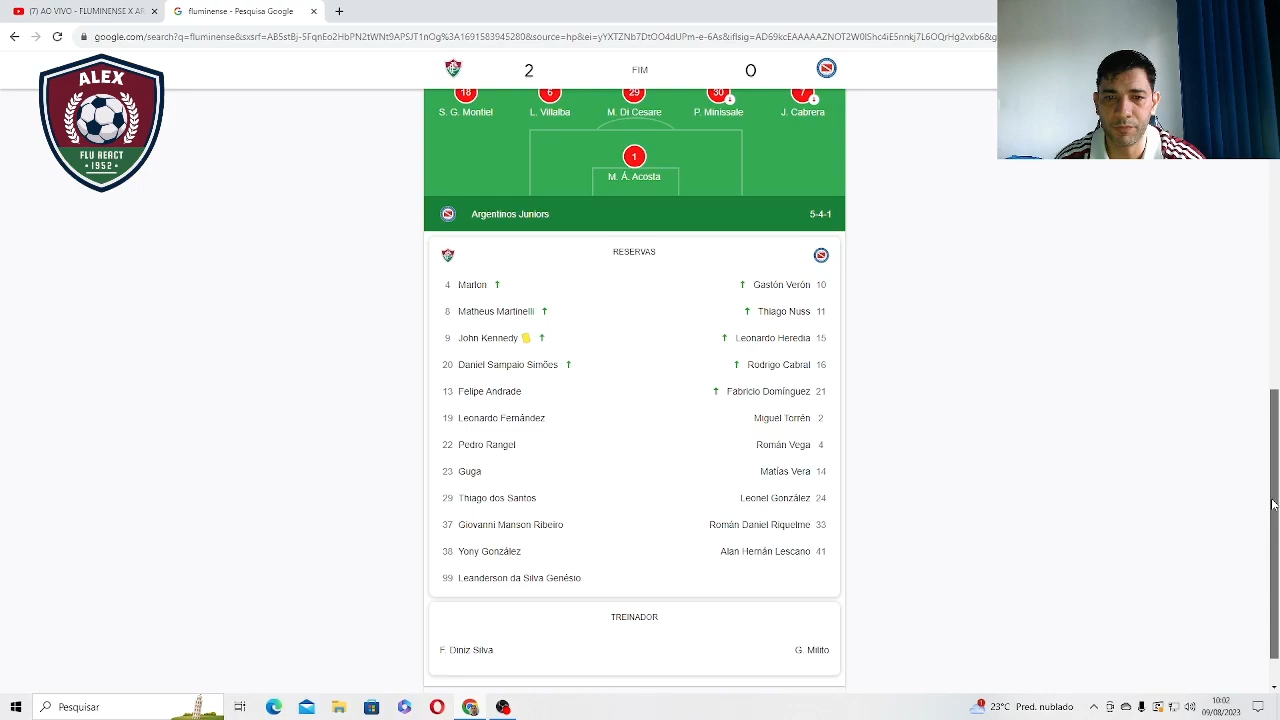 (7) AO VIVO - FLUMINENSE X AR
fluminense - Pesquisa Google
google.com/search?q=fluminense&sxsrf=AB5stBj-5FqnEo2HbPN2tWNt9APSJT1nOg%3A1691583945280&source=hp&ei=yYXTZNb7DtOO4dUPm-e-6As&iflsig=AD69kcEAAAAAZNOT2W0IShc4iE5nnkj7L6OQrHg2vxb6&g
ALEX
FLU REACT
• 1952 •
2 FIM 0
18 6 29 30 7
S. G. Montiel L. Villalba M. Di Cesare P. Minissale J. Cabrera
1
M. Á. Acosta
Argentinos Juniors 5-4-1
RESERVAS
4 Marlon Gastón Verón 10
8 Matheus Martinelli Thiago Nuss 11
9 John Kennedy Leonardo Heredia 15
20 Daniel Sampaio Simões Rodrigo Cabral 16
13 Felipe Andrade Fabricio Domínguez 21
19 Leonardo Fernández Miguel Torrén 2
22 Pedro Rangel Román Vega 4
23 Guga Matías Vera 14
29 Thiago dos Santos Leonel González 24
37 Giovanni Manson Ribeiro Román Daniel Riquelme 33
38 Yony González Alan Hernán Lescano 41
99 Leanderson da Silva Genésio
TREINADOR
F. Diniz Silva G. Milito
Pesquisar
23°C Pred. nublado
10:02
09/08/2023